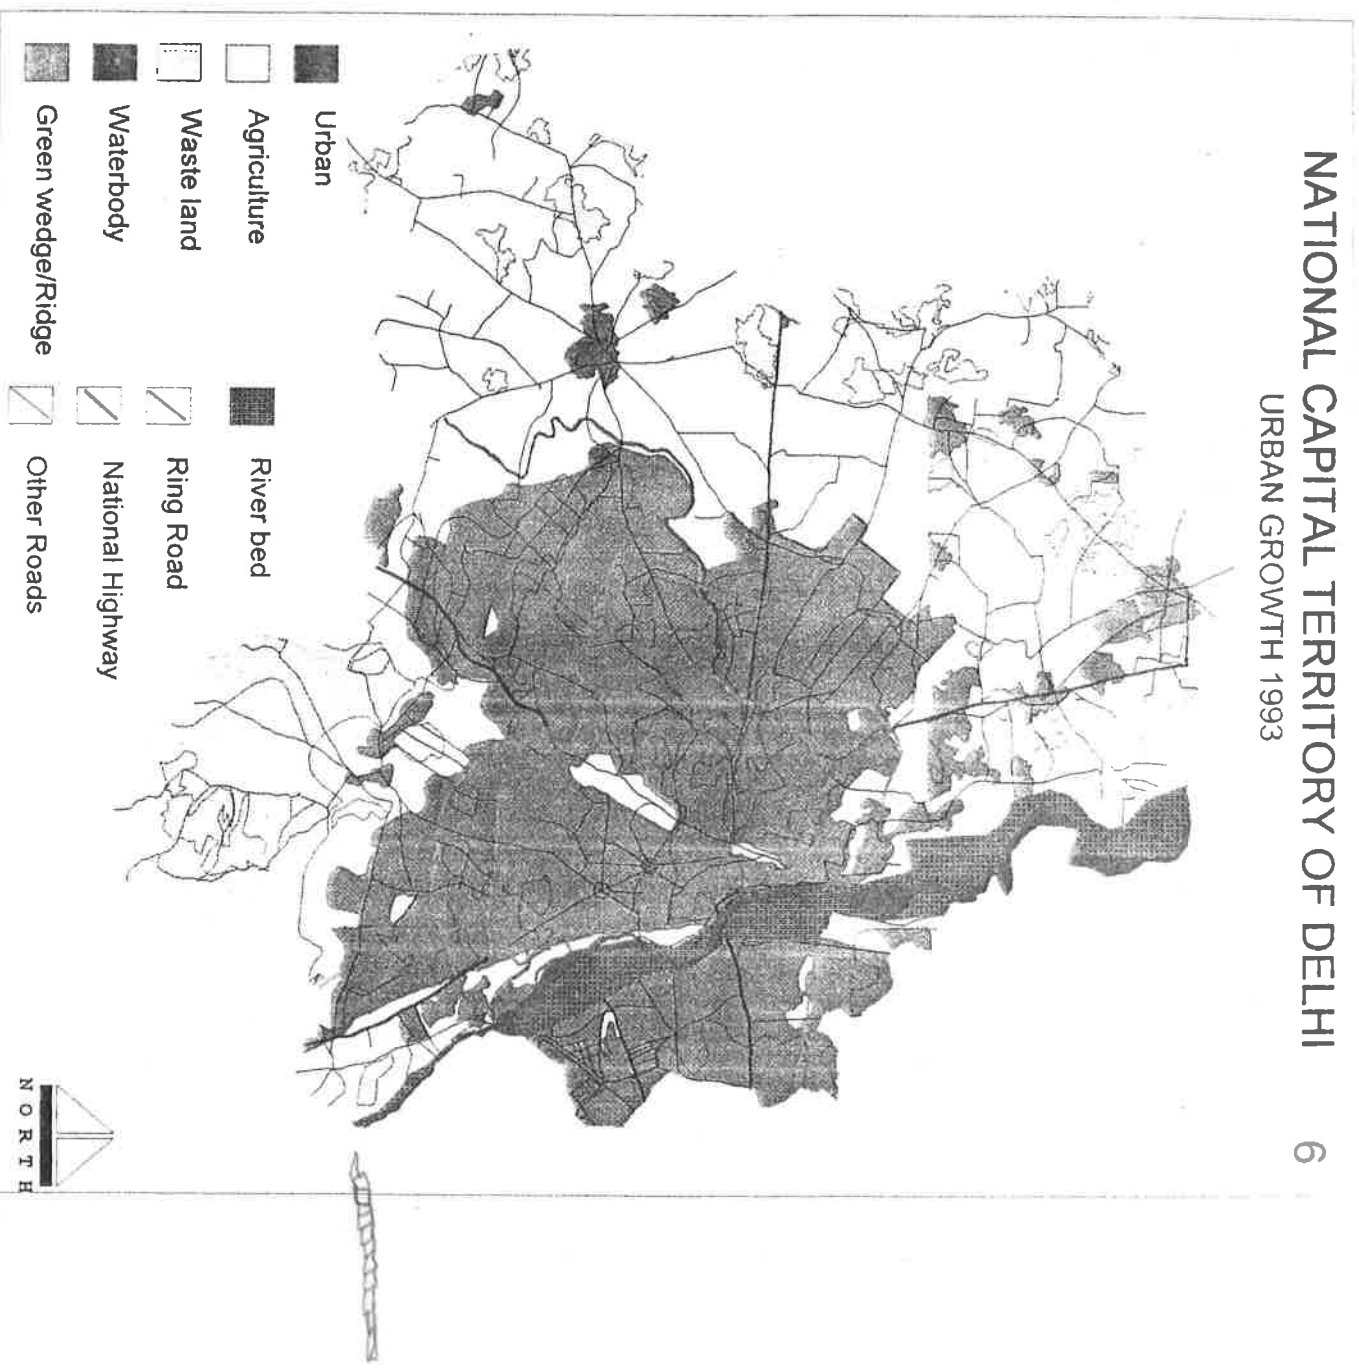 NATIONAL CAPITAL TERRITORY OF DELHI
URBAN GROWTH 1993
6
Urban
Agriculture
Waste land
Waterbody
Green wedge/Ridge
River bed
Ring Road
National Highway
Other Roads
NORTH